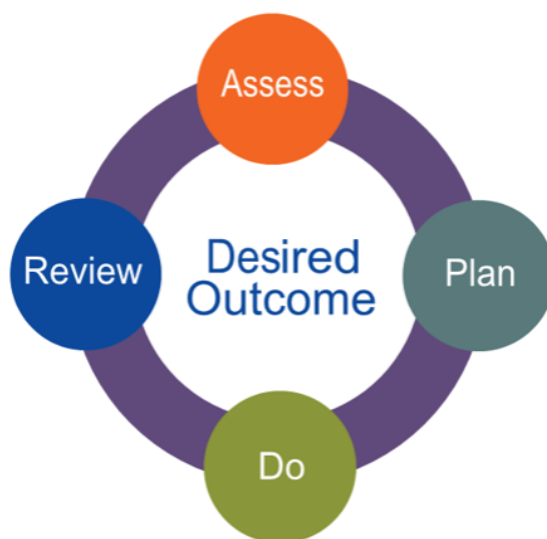 Assess
Review
Desired
Outcome
Plan
Do